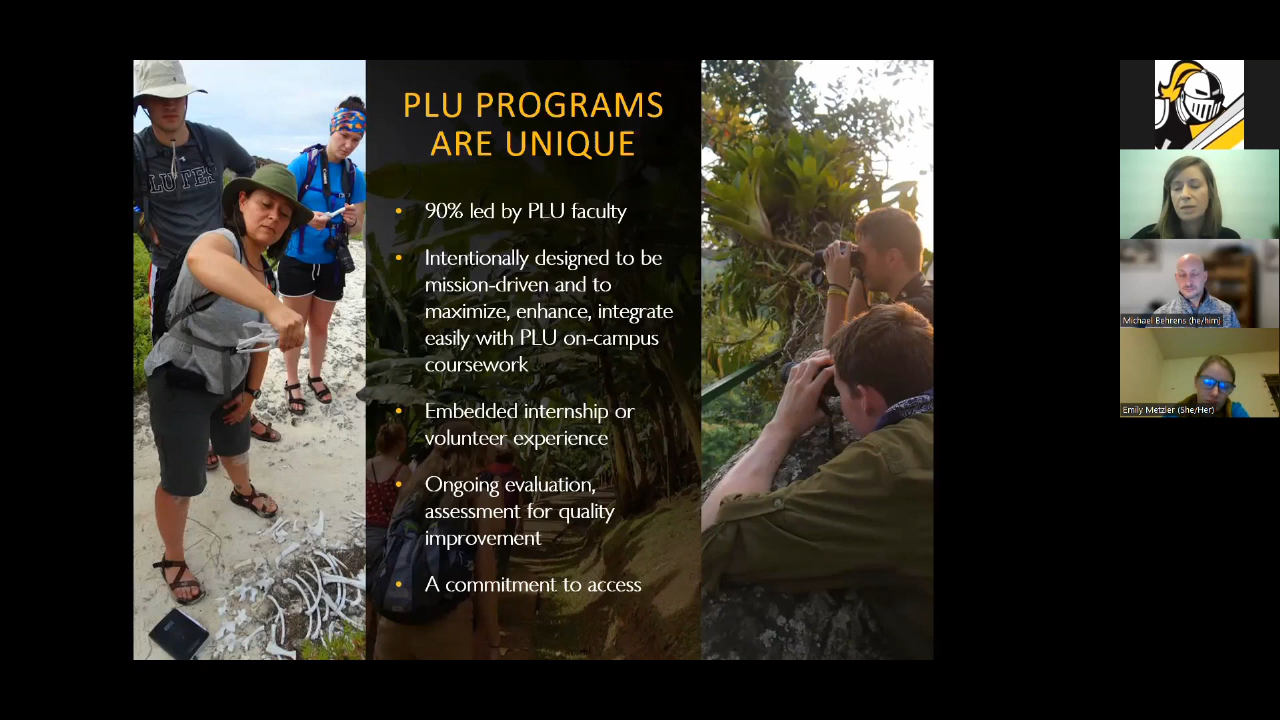 PLU PROGRAMS
ARE UNIQUE
• 90% led by PLU faculty
• Intentionally designed to be
mission-driven and to
maximize, enhance, integrate
easily with PLU on-campus
coursework
• Embedded internship or
volunteer experience
• Ongoing evaluation,
assessment for quality
improvement
• A commitment to access
LUTES
Michael Behrens (he/him)
Emily Metzler (She/Her)